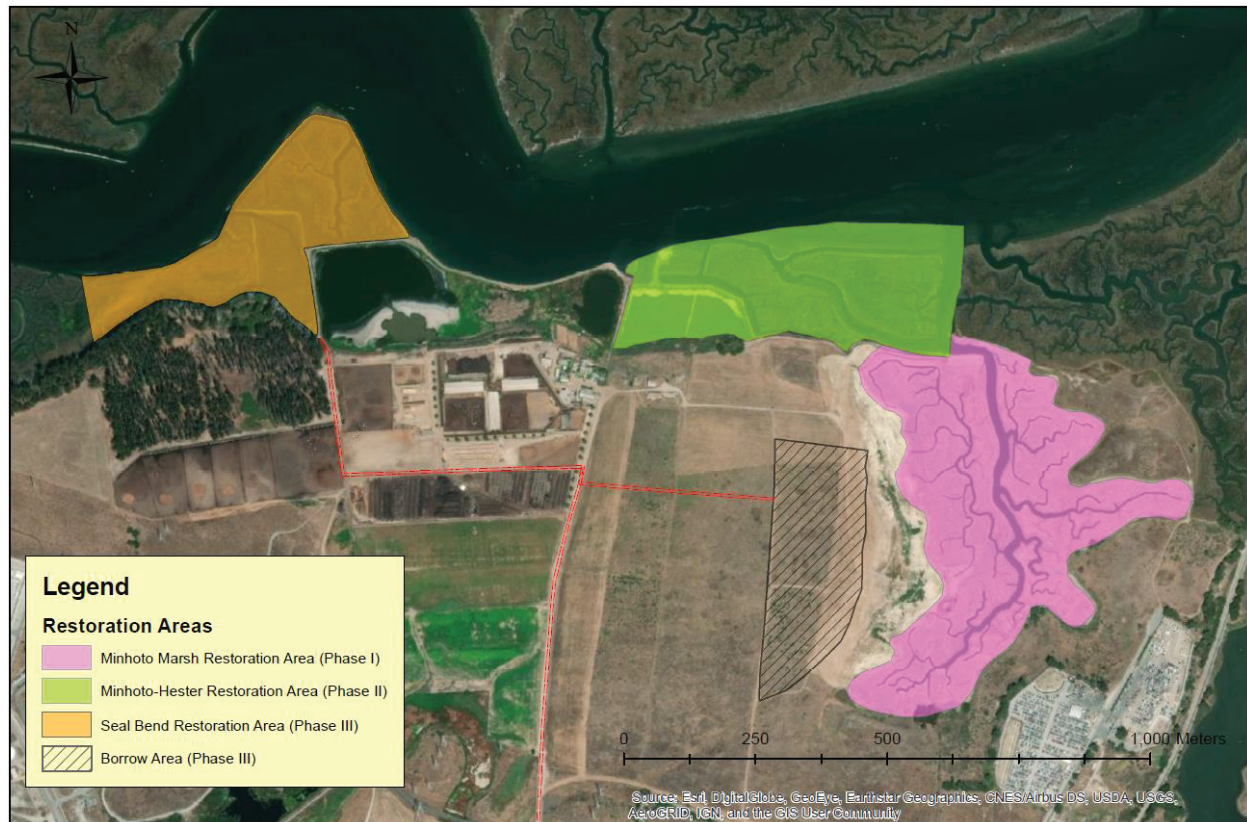 N
Legend
Restoration Areas
Minhoto Marsh Restoration Area (Phase I)
Minhoto-Hester Restoration Area (Phase II)
Seal Bend Restoration Area (Phase III)
Borrow Area (Phase III)
0 250 500 1,000 Meters
Source: Esri, DigitalGlobe, GeoEye, Earthstar Geographics, CNES/Airbus DS, USDA, USGS,
AeroGRID, IGN, and the GIS User Community